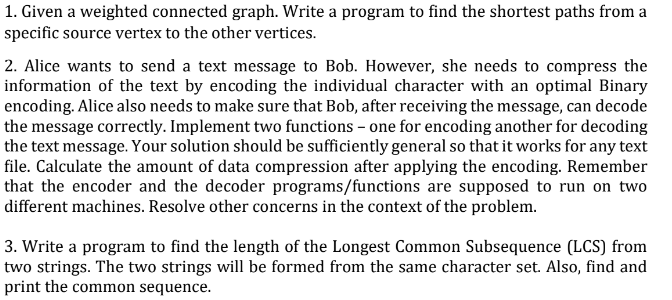 1. Given a weighted connected graph. Write a program to find the shortest paths from a
specific source vertex to the other vertices.
2. Alice wants to send a text message to Bob. However, she needs to compress the
information of the text by encoding the individual character with an optimal Binary
encoding. Alice also needs to make sure that Bob, after receiving the message, can decode
the message correctly. Implement two functions – one for encoding another for decoding
the text message. Your solution should be sufficiently general so that it works for any text
file. Calculate the amount of data compression after applying the encoding. Remember
that the encoder and the decoder programs/functions are supposed to run on two
different machines. Resolve other concerns in the context of the problem.
3. Write a program to find the length of the Longest Common Subsequence (LCS) from
two strings. The two strings will be formed from the same character set. Also, find and
print the common sequence.